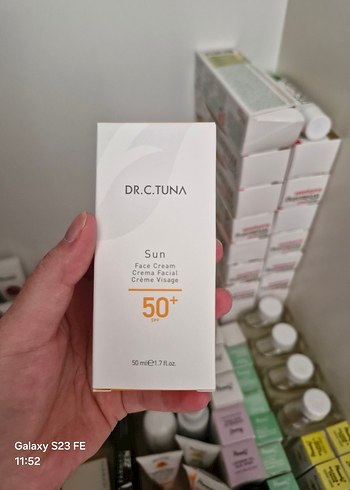 DR.C.TUNΛ
Sun
Face Cream
Crema Facial
Crème Visage
50+
SPF
50 ml℮1.7 fl.oz.
Galaxy S23 FE
11:52